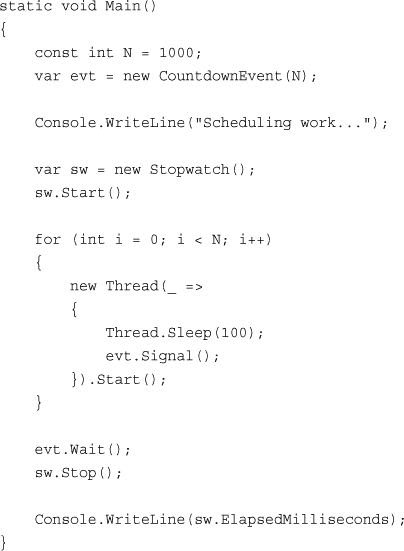 static void Main()
{
    const int N = 1000;
    var evt = new CountdownEvent(N);

    Console.WriteLine("Scheduling work...");

    var sw = new Stopwatch();
    sw.Start();

    for (int i = 0; i < N; i++)
    {
        new Thread(_ =>
        {
            Thread.Sleep(100);
            evt.Signal();
        }).Start();
    }

    evt.Wait();
    sw.Stop();

    Console.WriteLine(sw.ElapsedMilliseconds);
}